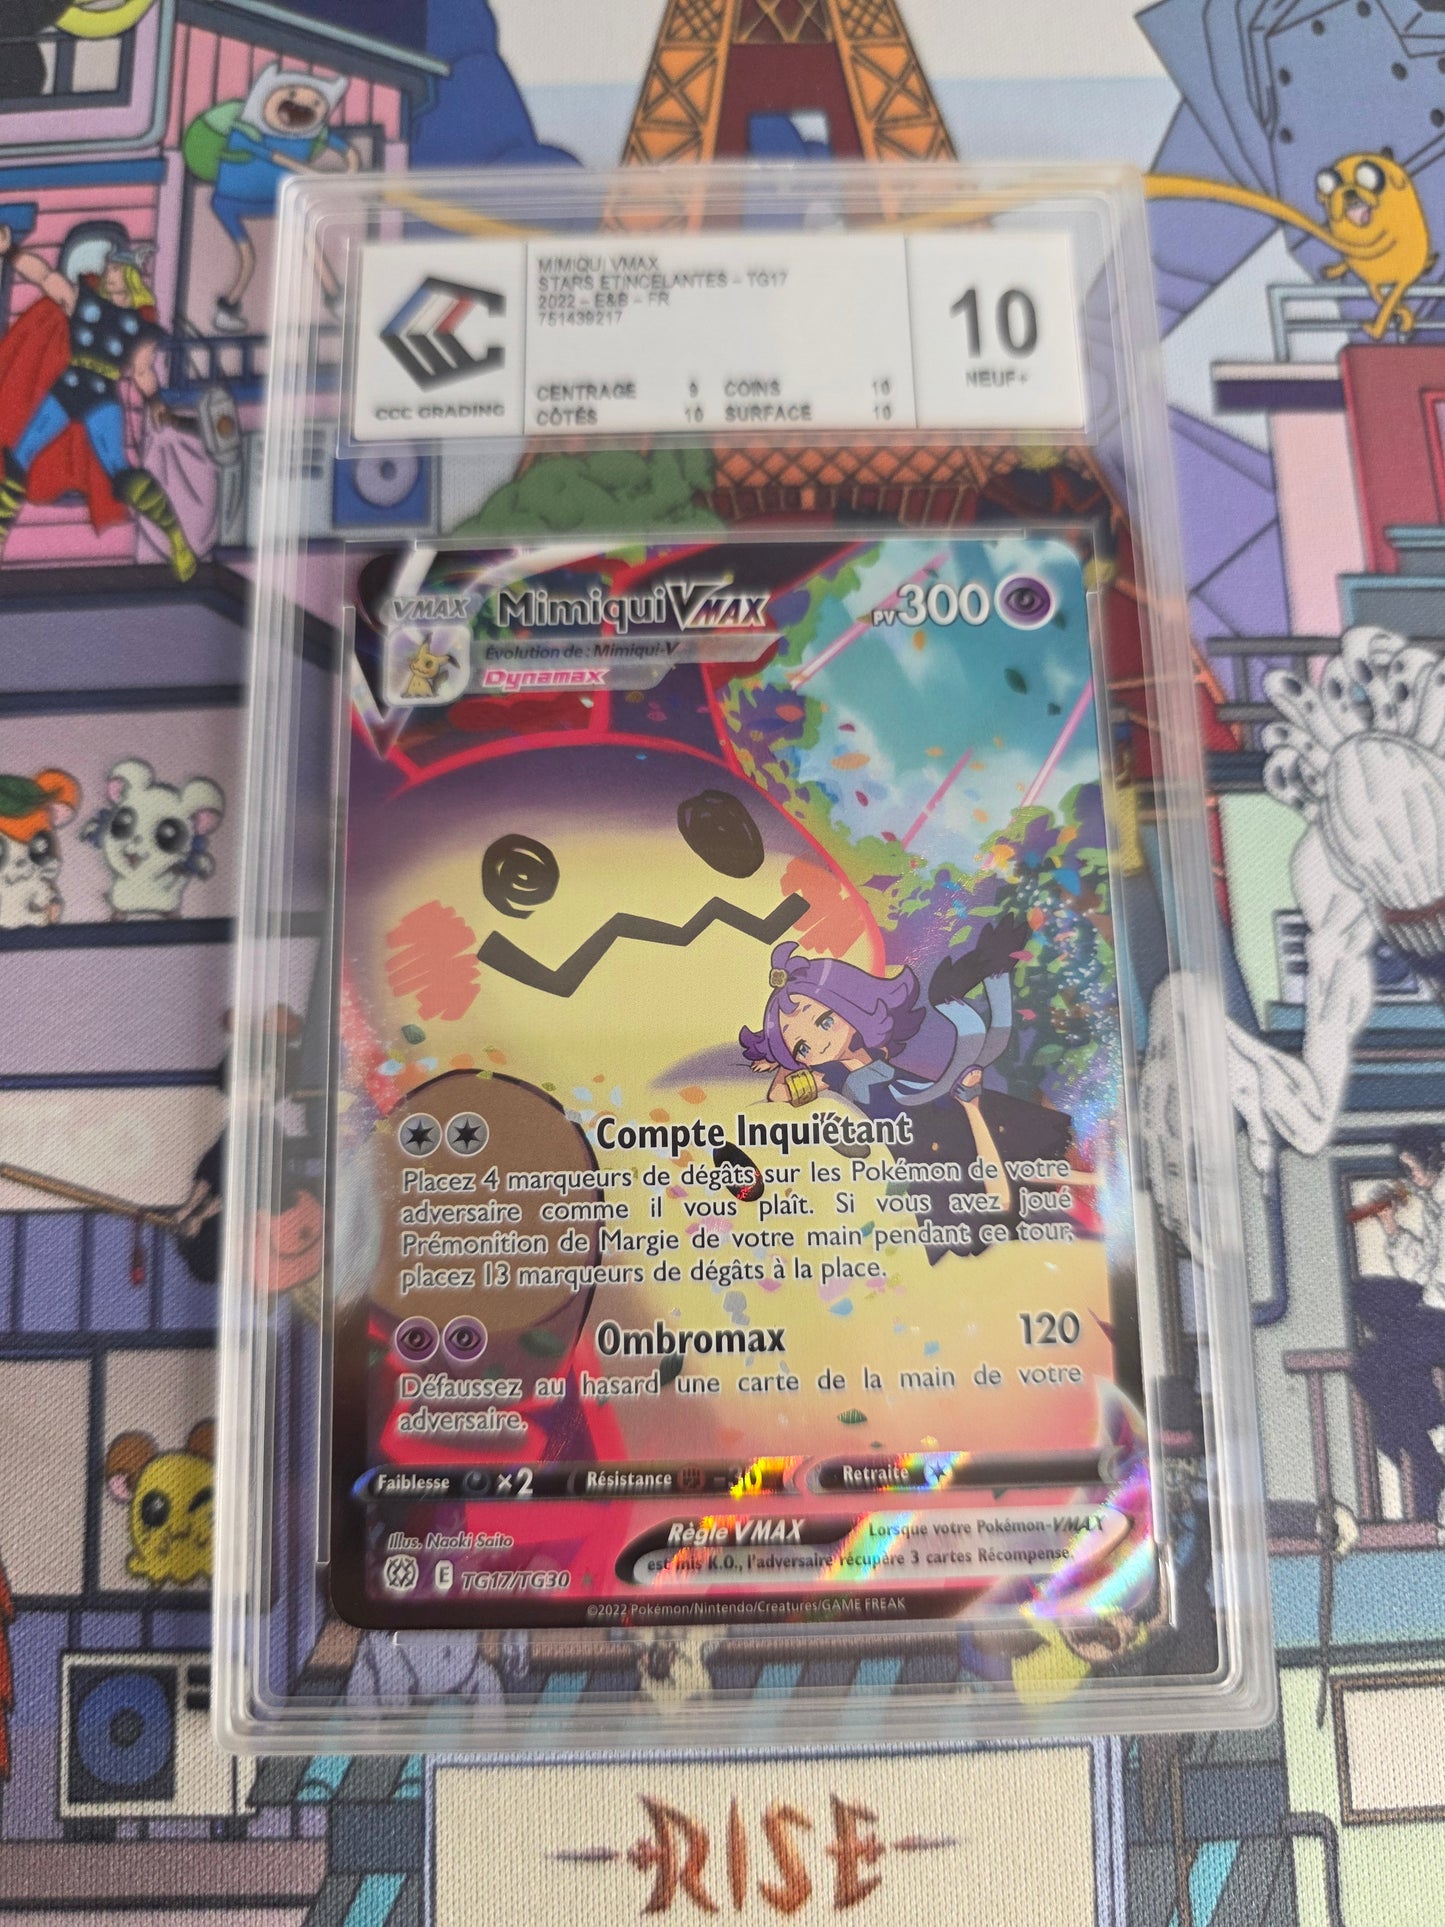 MIMIQUI VMAX
STARS ETINCELANTES - TG17
2022 - E&B - FR
751439217
CENTRAGE 9 COINS 10
CÔTÉS 10 SURFACE 10
10
NEUF+
CCC GRADING
VMAX MimiquiVMAX PV300
Évolution de : Mimiqui-V
Dynamax
Compte Inquiétant
Placez 4 marqueurs de dégâts sur les Pokémon de votre
adversaire comme il vous plaît. Si vous avez joué
Prémonition de Margie de votre main pendant ce tour,
placez 13 marqueurs de dégâts à la place.
Ombromax 120
Défaussez au hasard une carte de la main de votre
adversaire.
Faiblesse ×2 Résistance -30 Retraite
Illus. Naoki Saito
E TG17/TG30
Règle VMAX Lorsque votre Pokémon-VMAX
est mis K.O., l'adversaire récupère 3 cartes Récompense.
©2022 Pokémon/Nintendo/Creatures/GAME FREAK
RISE